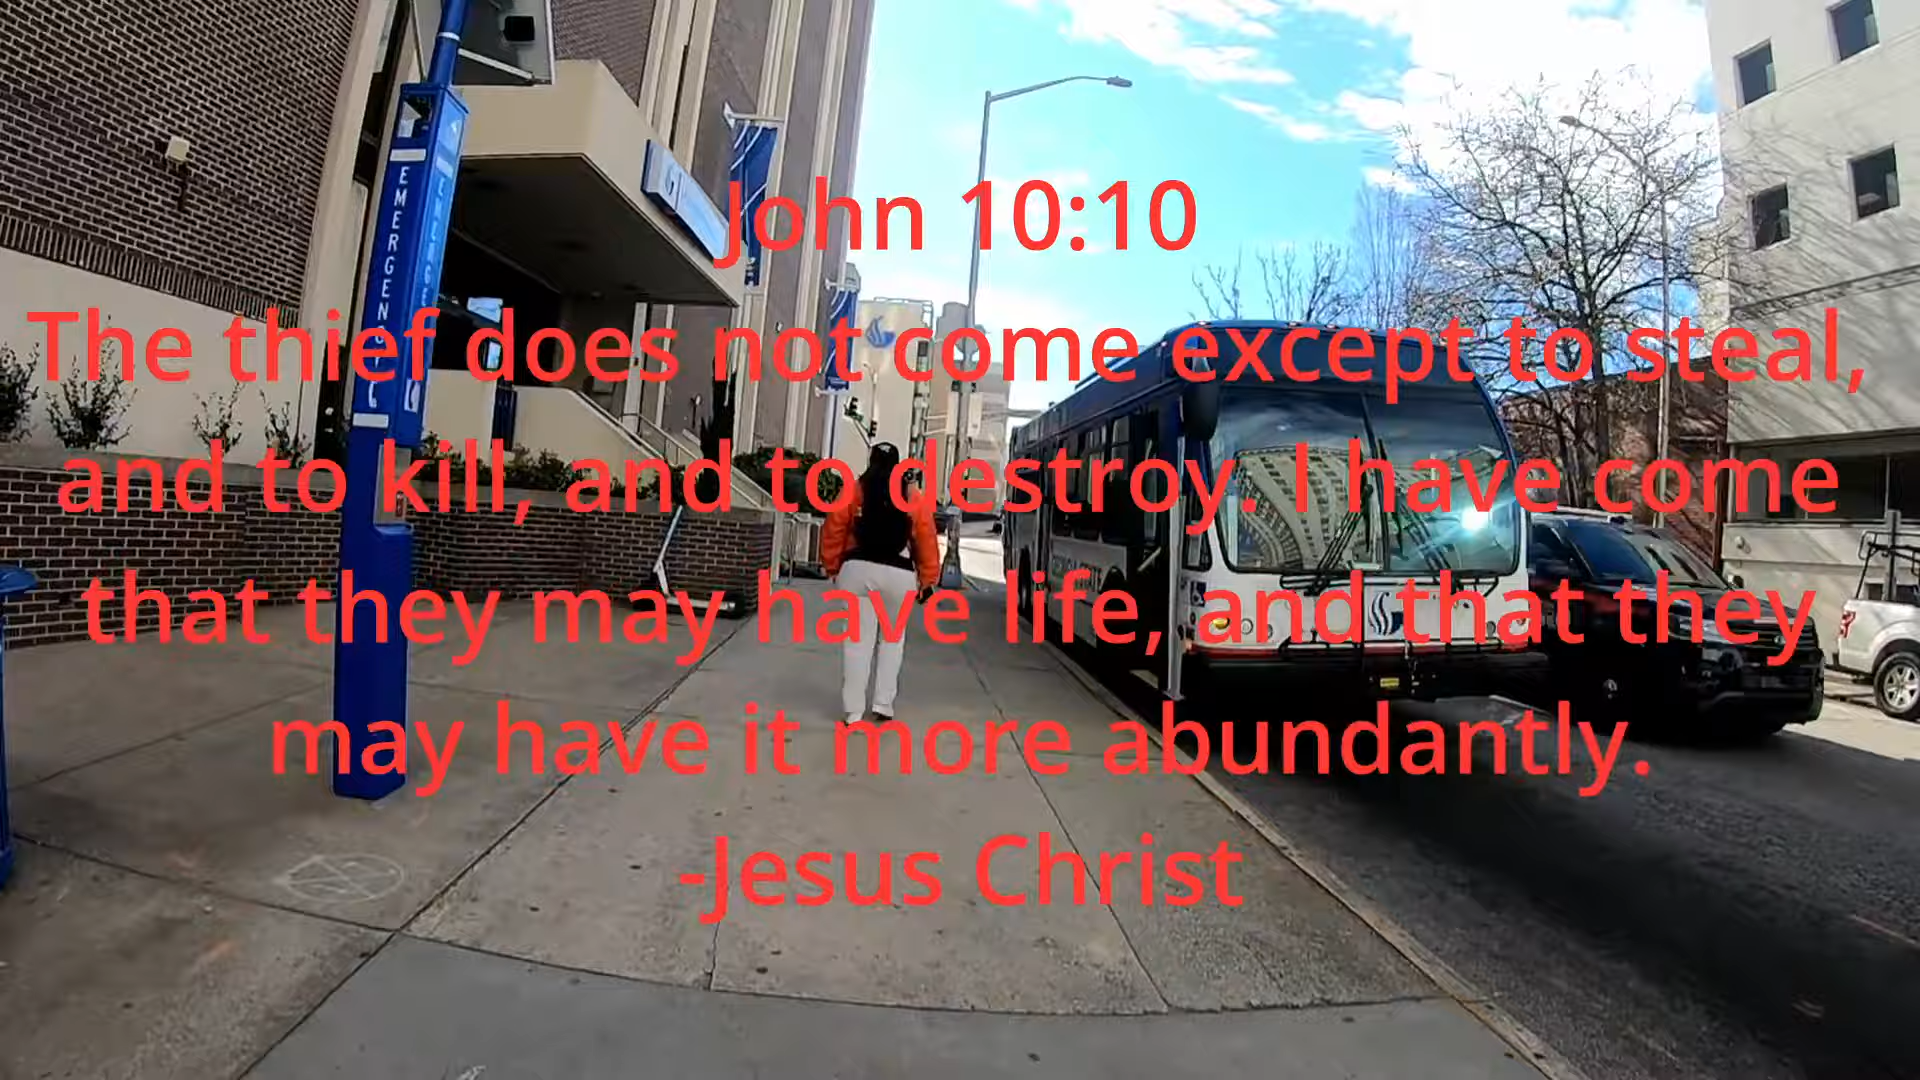 John 10:10
The thief does not come except to steal,
and to kill, and to destroy. I have come
that they may have life, and that they
may have it more abundantly.
-Jesus Christ
EMERGENCY